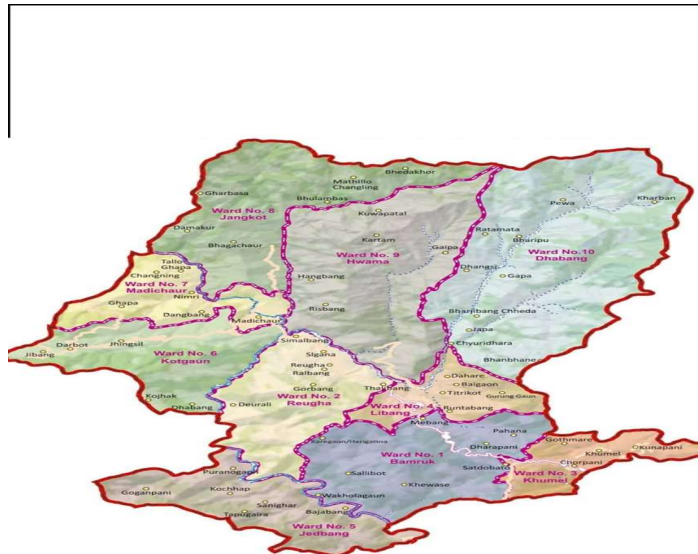 Bhedakhor
Mathillo
Changling
Gharbasa
Bhulambas
Ward No. 8
Jangkot
Kuwapatal
Pewa
Kharban
Damakur
Kartam
Ratamata
Bharipu
Bhagachaur
Ward No. 9
Hwama
Gaipa
Ward No.10
Dhabang
Tallo
Ghapa
Changning
Dhangsi
Gapa
Hangbang
Ward No. 7
Madichaur
Nimri
Ghapa
Dangbang
Risbang
Madichaur
Bhanjibang Chheda
Japa
Simalbang
Jhingsil
Darbot
Jibang
Ward No. 6
Kotgaun
Chyuridhara
Sigana
Reugha
Ralbang
Bhanbhane
Gorbang
Thalbang
Dahare
Balgaon
Titrikot
Gurung Gaun
Kojhak
Dhabang
Deurali
Ward No. 2
Reugha
Ward No. 4
Libang
Runtabang
Mebang
Pahana
Dharapani
Gothmare
Khumel
Kunapani
Chorpani
Ward No. 1
Bamruk
Satdobato
Ward No. 3
Khumel
Puranogau
Sallibot
Khewase
Goganpani
Kochhap
Wakholagaun
Sanighar
Bajabang
Tapugaira
Ward No. 5
Jedbang